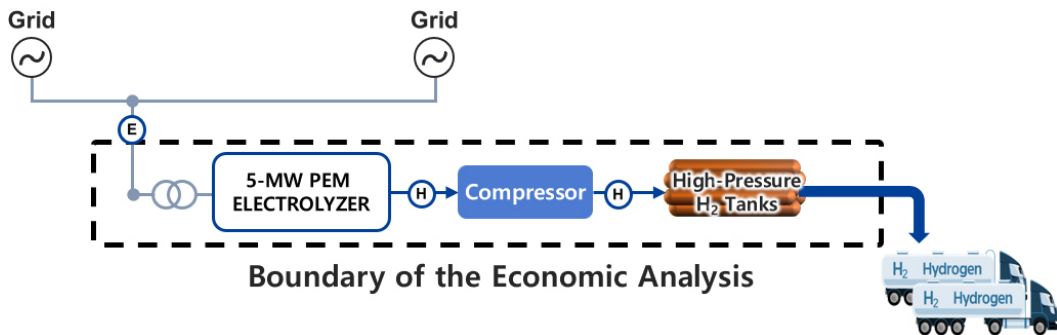 Grid
Grid
E
5-MW PEM
ELECTROLYZER
H
Compressor
H
High-Pressure
H₂ Tanks
Boundary of the Economic Analysis
H₂ Hydrogen
H₂ Hydrogen